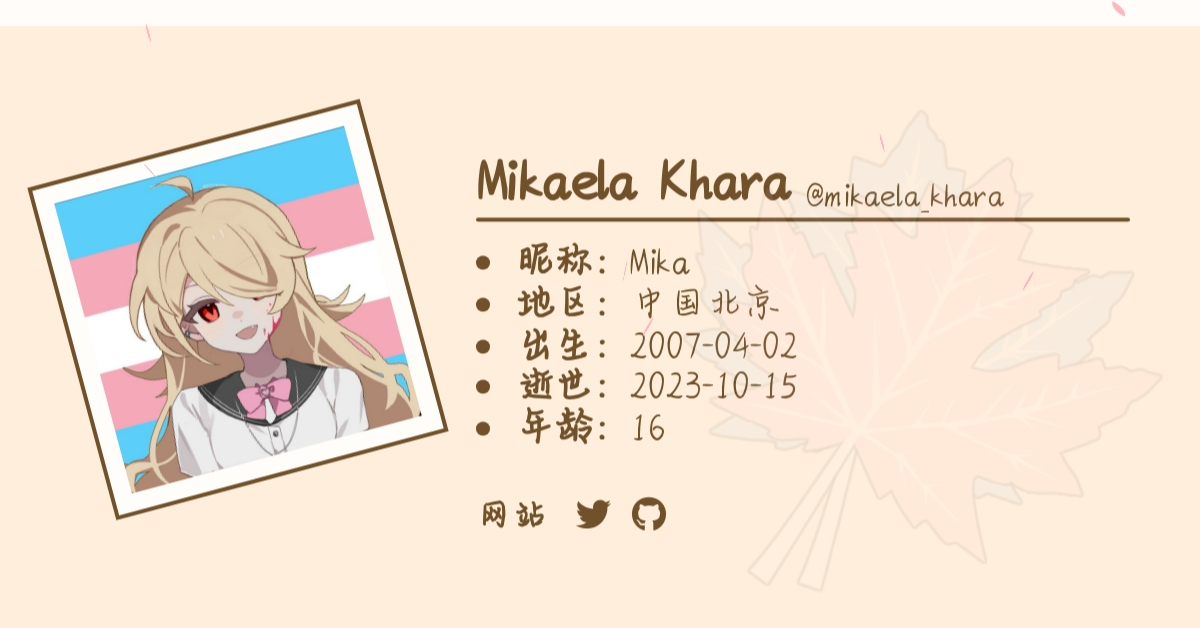 Mikaela Khara @mikaela_khara
• 昵称： Mika
• 地区： 中国北京
• 出生： 2007-04-02
• 逝世： 2023-10-15
• 年龄： 16
网站